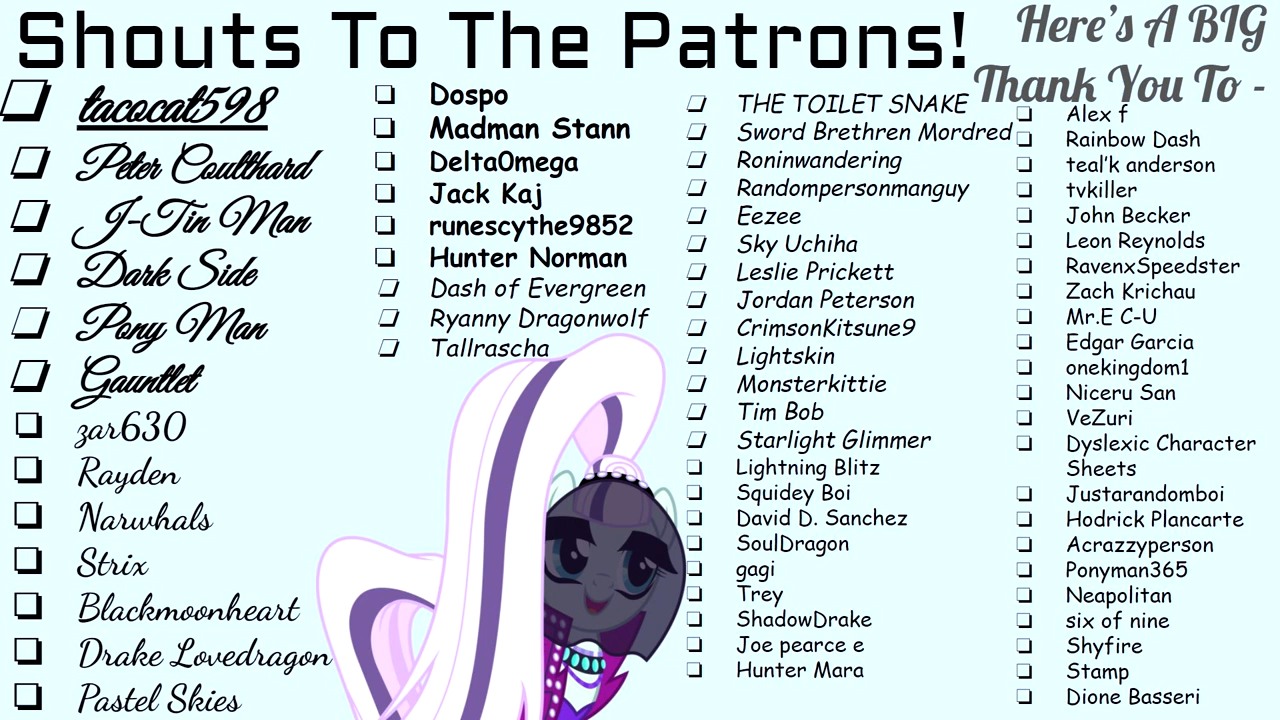 Shouts To The Patrons!
Here's A BIG
Thank You To -
tacocat598
Peter Coulthard
J-Tin Man
Dark Side
Pony Man
Gauntlet
zar630
Rayden
Narwhals
Strix
Blackmoonheart
Drake Lovedragon
Pastel Skies
Dospo
Madman Stann
Delta0mega
Jack Kaj
runescythe9852
Hunter Norman
Dash of Evergreen
Ryanny Dragonwolf
Tallrascha
THE TOILET SNAKE
Sword Brethren Mordred
Roninwandering
Randompersonmanguy
Eezee
Sky Uchiha
Leslie Prickett
Jordan Peterson
CrimsonKitsune9
Lightskin
Monsterkittie
Tim Bob
Starlight Glimmer
Lightning Blitz
Squidey Boi
David D. Sanchez
SoulDragon
gagi
Trey
ShadowDrake
Joe pearce e
Hunter Mara
Alex f
Rainbow Dash
teal'k anderson
tvkiller
John Becker
Leon Reynolds
RavenxSpeedster
Zach Krichau
Mr.E C-U
Edgar Garcia
onekingdom1
Niceru San
VeZuri
Dyslexic Character
Sheets
Justarandomboi
Hodrick Plancarte
Acrazzyperson
Ponyman365
Neapolitan
six of nine
Shyfire
Stamp
Dione Basseri